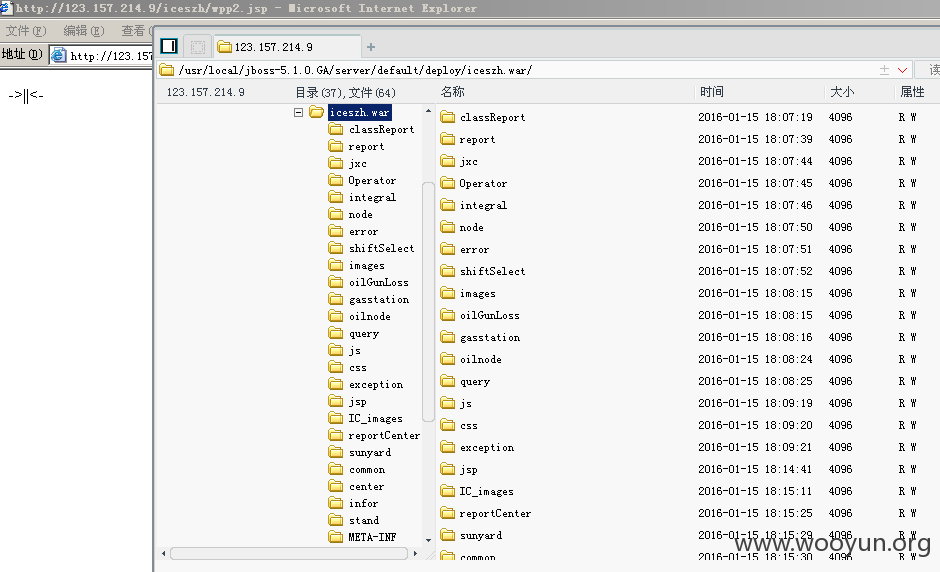 http://123.157.214.9/iceszh/wpp2.jsp - Microsoft Internet Explorer
文件(F) 编辑(E) 查看
地址(D) http://123.157
->||<-
123.157.214.9
/usr/local/jboss-5.1.0.GA/server/default/deploy/iceszh.war/ 读
123.157.214.9 目录(37),文件(64) 名称 时间 大小 属性
iceszh.war
classReport
report
jxc
Operator
integral
node
error
shiftSelect
images
oilGunLoss
gasstation
oilnode
query
js
css
exception
jsp
IC_images
reportCenter
sunyard
common
center
infor
stand
META-INF
classReport 2016-01-15 18:07:19 4096 R W
report 2016-01-15 18:07:39 4096 R W
jxc 2016-01-15 18:07:44 4096 R W
Operator 2016-01-15 18:07:45 4096 R W
integral 2016-01-15 18:07:46 4096 R W
node 2016-01-15 18:07:50 4096 R W
error 2016-01-15 18:07:51 4096 R W
shiftSelect 2016-01-15 18:07:52 4096 R W
images 2016-01-15 18:08:15 4096 R W
oilGunLoss 2016-01-15 18:08:15 4096 R W
gasstation 2016-01-15 18:08:16 4096 R W
oilnode 2016-01-15 18:08:24 4096 R W
query 2016-01-15 18:08:25 4096 R W
js 2016-01-15 18:09:19 4096 R W
css 2016-01-15 18:09:20 4096 R W
exception 2016-01-15 18:09:21 4096 R W
jsp 2016-01-15 18:14:41 4096 R W
IC_images 2016-01-15 18:15:11 4096 R W
reportCenter 2016-01-15 18:15:25 4096 R W
sunyard 2016-01-15 18:15:29 4096 R W
common 2016-01-15 18:15:30 4096 R W
www.wooyun.org